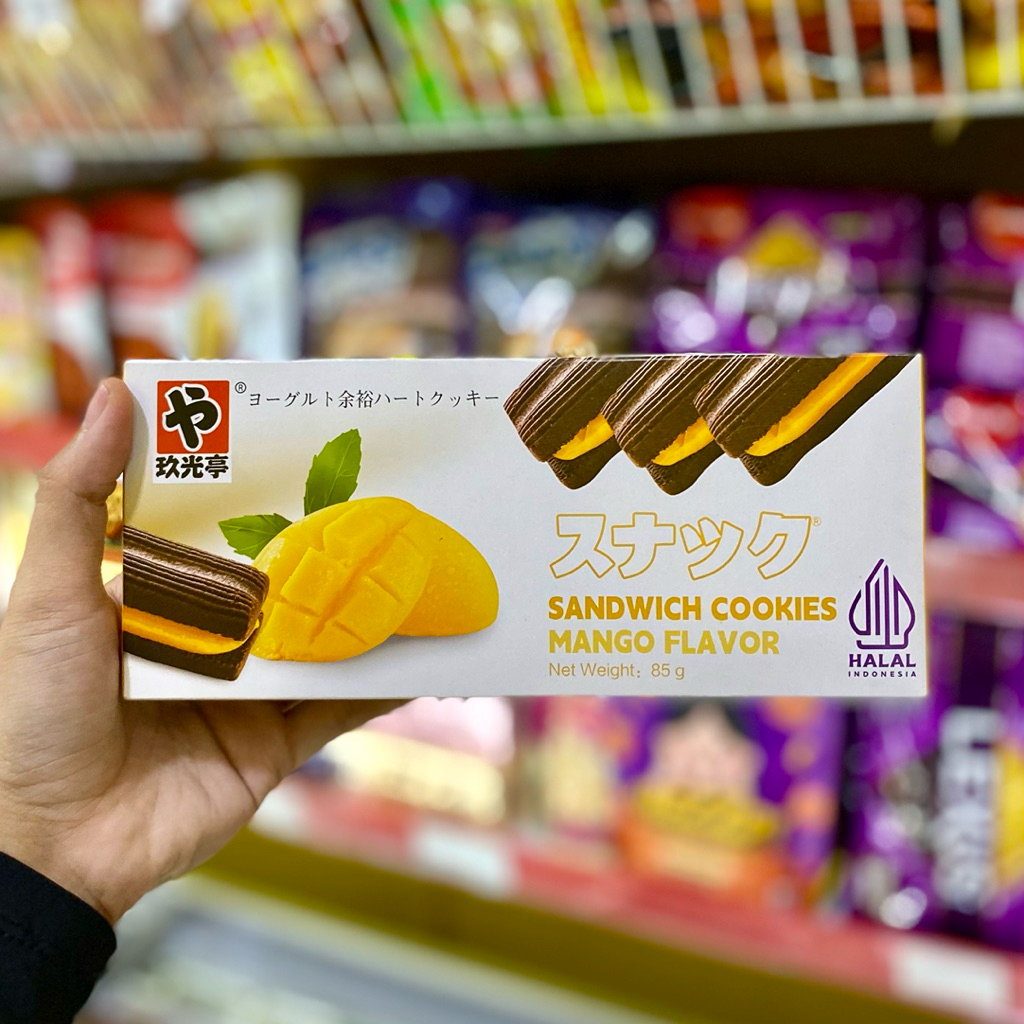 や
玖光亭
®
ヨーグルト余裕ハートクッキー
スナック®
SANDWICH COOKIES
MANGO FLAVOR
Net Weight: 85 g
HALAL
INDONESIA